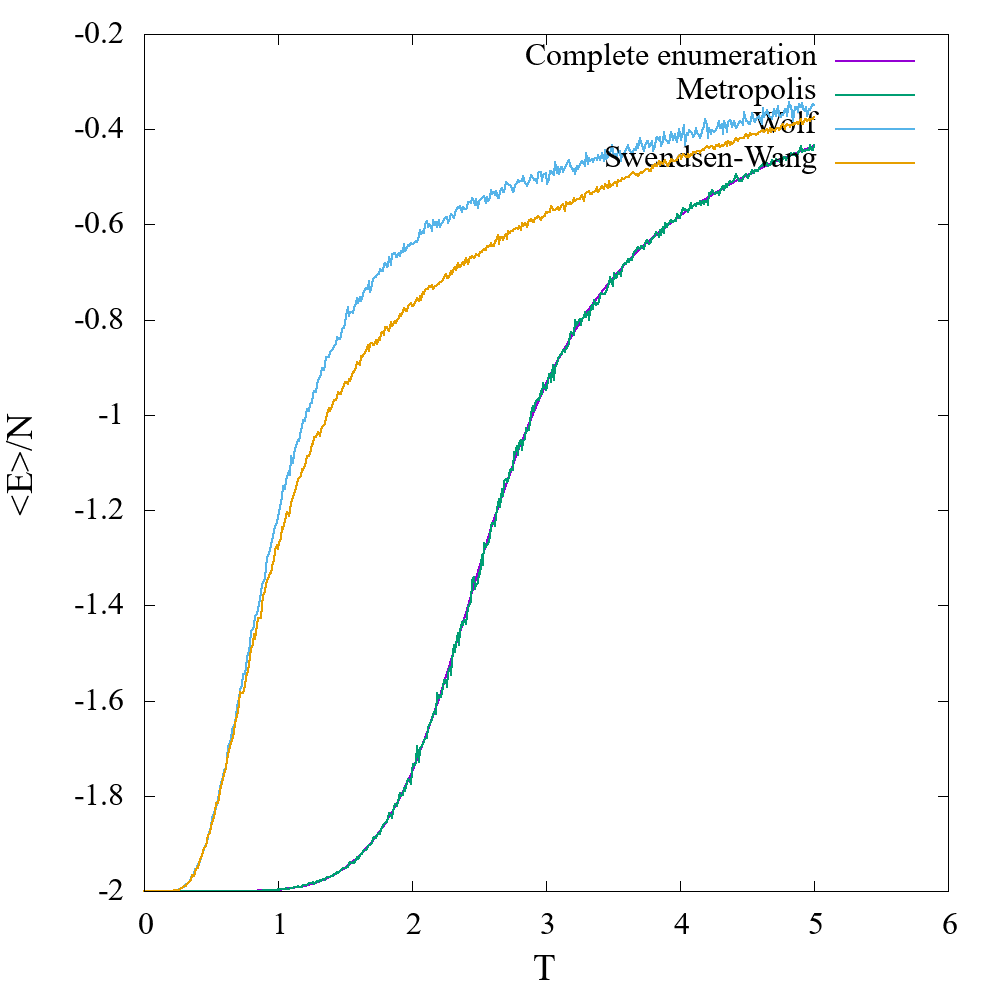 -0.2
-0.4
-0.6
-0.8
-1
-1.2
-1.4
-1.6
-1.8
-2
0 1 2 3 4 5 6
<E>/N
T
Complete enumeration
Metropolis
Wolf
Swendsen-Wang